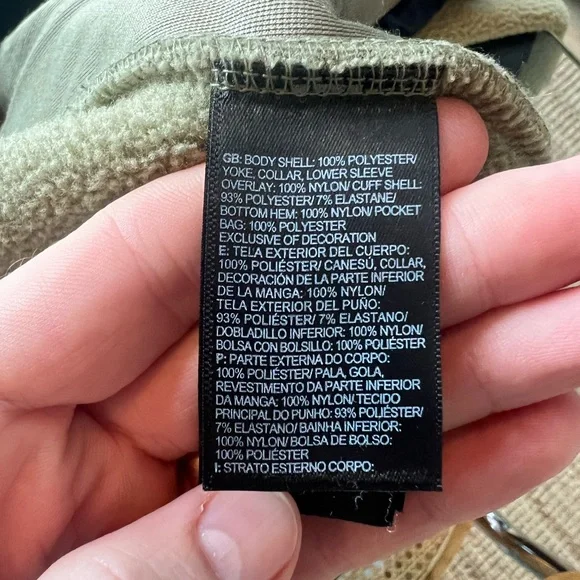 GB: BODY SHELL: 100% POLYESTER/
YOKE, COLLAR, LOWER SLEEVE
OVERLAY: 100% NYLON/ CUFF SHELL:
93% POLYESTER/ 7% ELASTANE/
BOTTOM HEM: 100% NYLON/ POCKET
BAG: 100% POLYESTER
EXCLUSIVE OF DECORATION
E: TELA EXTERIOR DEL CUERPO:
100% POLIÉSTER/ CANESÚ, COLLAR,
DECORACIÓN DE LA PARTE INFERIOR
DE LA MANGA: 100% NYLON/
TELA EXTERIOR DEL PUÑO:
93% POLIÉSTER/ 7% ELASTANO/
DOBLADILLO INFERIOR: 100% NYLON/
BOLSA CON BOLSILLO: 100% POLIÉSTER
P: PARTE EXTERNA DO CORPO:
100% POLIÉSTER/ PALA, GOLA,
REVESTIMENTO DA PARTE INFERIOR
DA MANGA: 100% NYLON/ TECIDO
PRINCIPAL DO PUNHO: 93% POLIÉSTER/
7% ELASTANO/ BAINHA INFERIOR:
100% NYLON/ BOLSA DE BOLSO:
100% POLIÉSTER
I: STRATO ESTERNO CORPO: